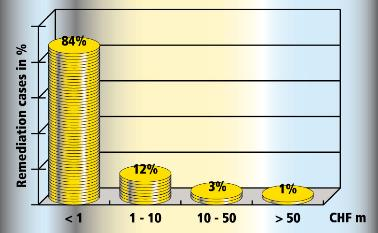 Remediation cases in %
84%
12%
3%
1%
< 1
1 - 10
10 - 50
> 50
CHF m